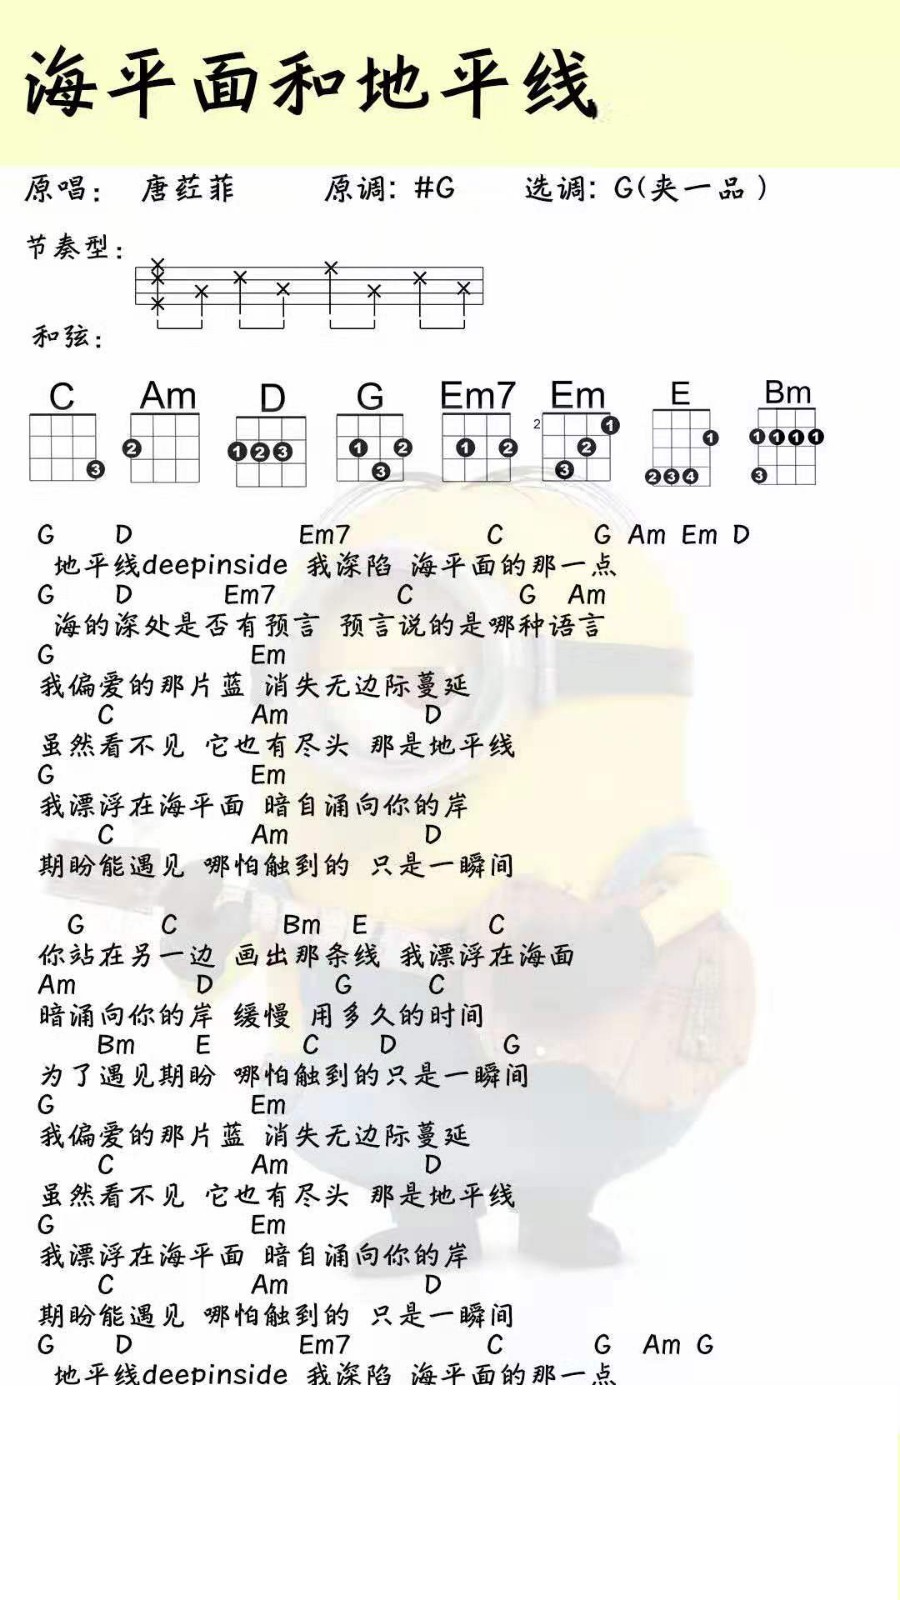 海平面和地平线
原唱： 唐莊菲 原调：#G 选调：G(夹一品 )
节奏型：
和弦：
C Am D G Em7 Em E Bm
3 2 1 2 3 1 2 3 1 2 2 1 2 3 1 2 3 4 1 1 1 1 3
G D Em7 C G Am Em D
地平线deepinside 我深陷 海平面的那一点
G D Em7 C G Am
海的深处是否有预言 预言说的是哪种语言
G Em
我偏爱的那片蓝 消失无边际蔓延
C Am D
虽然看不见 它也有尽头 那是地平线
G Em
我漂浮在海平面 暗自涌向你的岸
C Am D
期盼能遇见 哪怕触到的 只是一瞬间
G C Bm E C
你站在另一边 画出那条线 我漂浮在海面
Am D G C
暗涌向你的岸 缓慢 用多久的时间
Bm E C D G
为了遇见期盼 哪怕触到的只是一瞬间
G Em
我偏爱的那片蓝 消失无边际蔓延
C Am D
虽然看不见 它也有尽头 那是地平线
G Em
我漂浮在海平面 暗自涌向你的岸
C Am D
期盼能遇见 哪怕触到的 只是一瞬间
G D Em7 C G Am G
地平线deepinside 我深陷 海平面的那一点